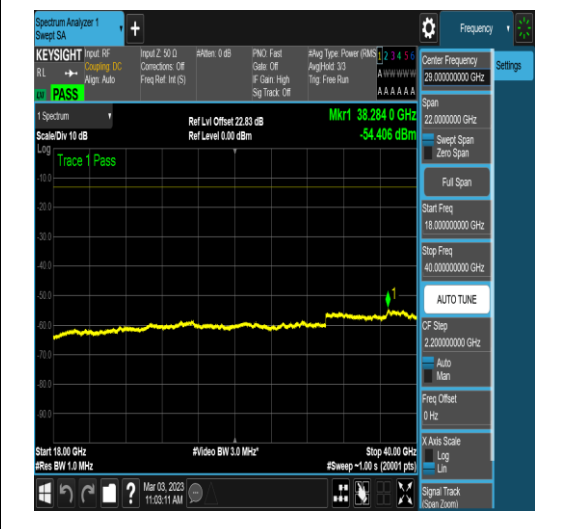 Spectrum Analyzer 1
Swept SA
+
Frequency
KEYSIGHT
RL
PASS
Input: RF
Coupling: DC
Align: Auto
Input Z: 50 Ω
Corrections: Off
Freq Ref: Int (S)
#Atten: 0 dB
PNO: Fast
Gate: Off
IF Gain: High
Sig Track: Off
#Avg Type: Power (RMS)
Avg|Hold: 3/3
Trig: Free Run
1 2 3 4 5 6
A W W W W W
A A A A A A
1 Spectrum
Scale/Div 10 dB
Ref Lvl Offset 22.83 dB
Ref Level 0.00 dBm
Mkr1 38.284 0 GHz
-54.406 dBm
Log
Trace 1 Pass
-10.0
-20.0
-30.0
-40.0
-50.0
-60.0
-70.0
-80.0
-90.0
1
Start 18.00 GHz
#Res BW 1.0 MHz
#Video BW 3.0 MHz*
Stop 40.00 GHz
#Sweep ~1.00 s (20001 pts)
?
Mar 03, 2023
11:03:11 AM
Center Frequency
29.000000000 GHz
Settings
Span
22.0000000 GHz
Swept Span
Zero Span
Full Span
Start Freq
18.000000000 GHz
Stop Freq
40.000000000 GHz
AUTO TUNE
CF Step
2.200000000 GHz
Auto
Man
Freq Offset
0 Hz
X Axis Scale
Log
Lin
Signal Track
(Span Zoom)